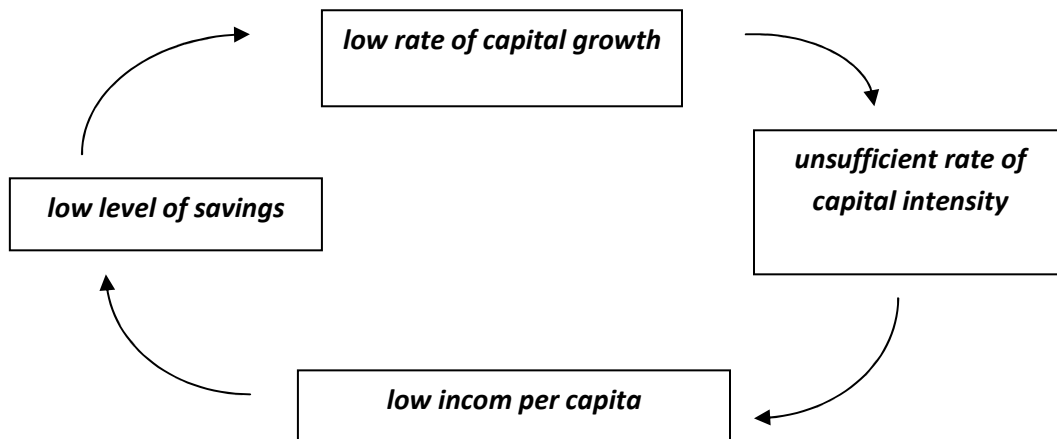 low rate of capital growth
unsufficient rate of
capital intensity
low level of savings
low incom per capita